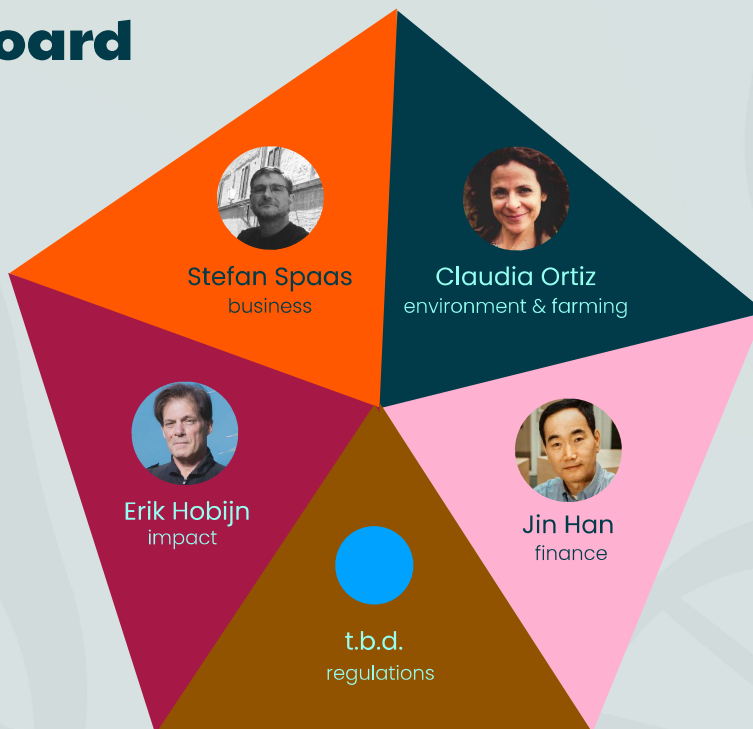 oard
Stefan Spaas
business
Claudia Ortiz
environment & farming
Erik Hobijn
impact
Jin Han
finance
t.b.d.
regulations